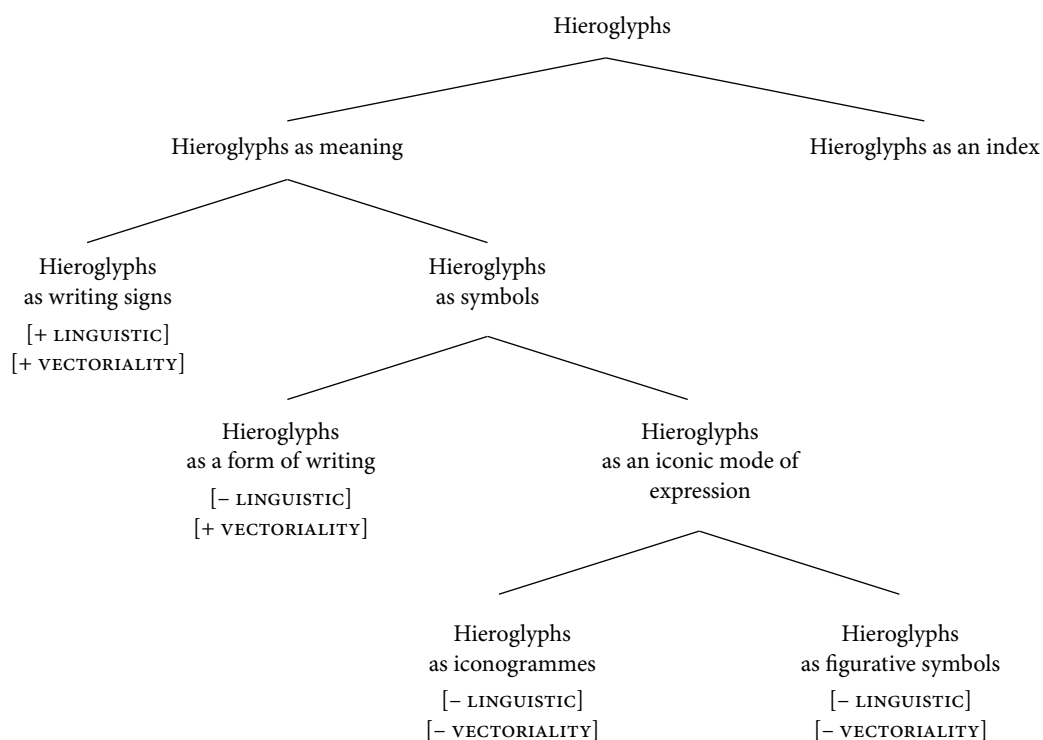 Hieroglyphs
Hieroglyphs as meaning
Hieroglyphs as an index
Hieroglyphs
as writing signs
[+ LINGUISTIC]
[+ VECTORIALITY]
Hieroglyphs
as symbols
Hieroglyphs
as a form of writing
[– LINGUISTIC]
[+ VECTORIALITY]
Hieroglyphs
as an iconic mode of
expression
Hieroglyphs
as iconogrammes
[– LINGUISTIC]
[– VECTORIALITY]
Hieroglyphs
as figurative symbols
[– LINGUISTIC]
[– VECTORIALITY]